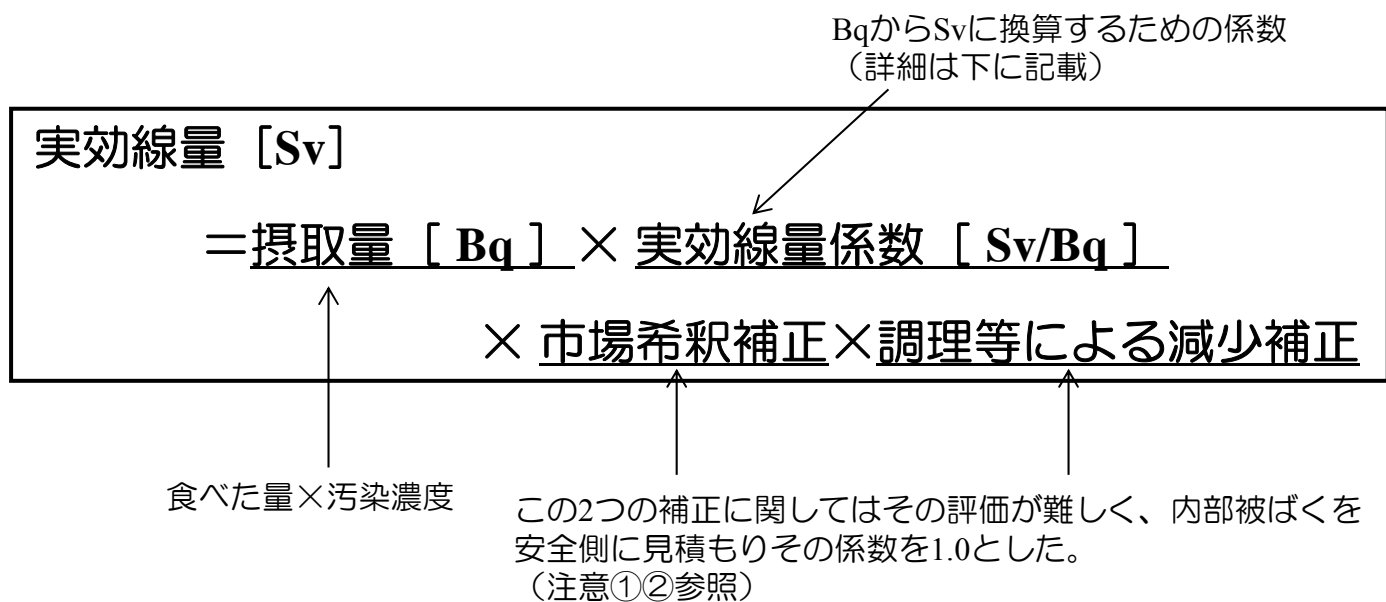 BqからSvに換算するための係数
（詳細は下に記載）
実効線量［Sv］
＝摂取量［ Bq ］× 実効線量係数［ Sv/Bq ］
× 市場希釈補正×調理等による減少補正
食べた量×汚染濃度
この2つの補正に関してはその評価が難しく、内部被ばくを
安全側に見積もりその係数を1.0とした。
（注意①②参照）